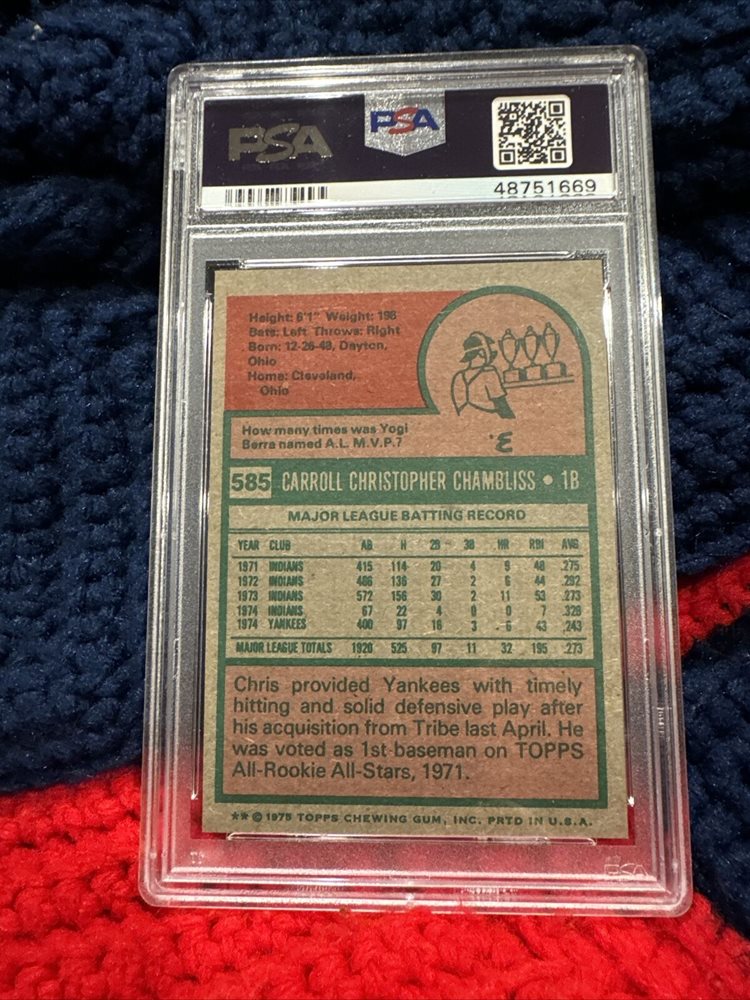 PSA
PSA
48751669
Height: 6'1" Weight: 198
Bats: Left Throws: Right
Born: 12-26-48, Dayton,
Ohio
Home: Cleveland,
Ohio
How many times was Yogi
Berra named A.L. M.V.P.?
3.
585 CARROLL CHRISTOPHER CHAMBLISS • 1B
MAJOR LEAGUE BATTING RECORD
YEAR CLUB AB H 2B 3B HR RBI AVG
1971 INDIANS 415 114 20 4 9 48 .275
1972 INDIANS 466 136 27 2 6 44 .292
1973 INDIANS 572 156 30 2 11 53 .273
1974 INDIANS 67 22 4 0 0 7 .328
1974 YANKEES 400 97 16 3 6 43 .243
MAJOR LEAGUE TOTALS 1920 525 97 11 32 195 .273
Chris provided Yankees with timely
hitting and solid defensive play after
his acquisition from Tribe last April. He
was voted as 1st-baseman on TOPPS
All-Rookie All-Stars, 1971.
** © 1975 TOPPS CHEWING GUM, INC. PRTD IN U.S.A.
PSA